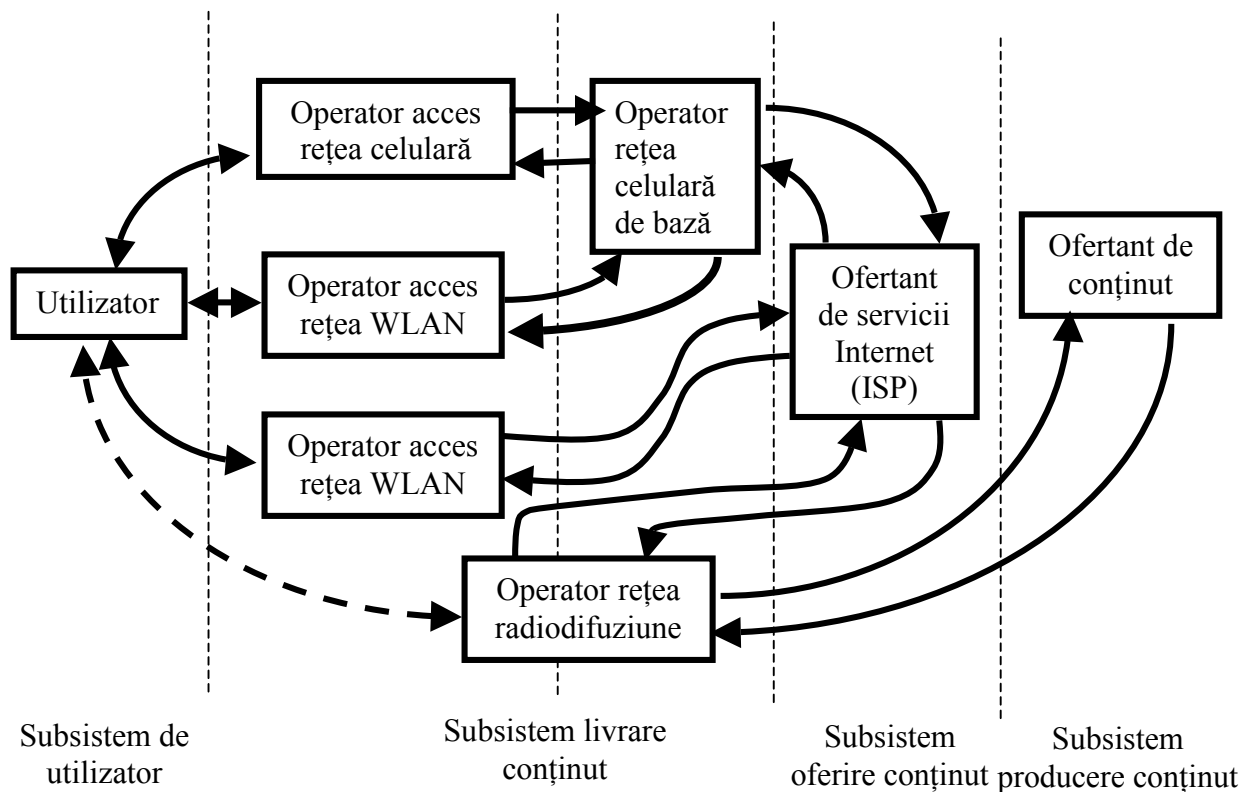 Operator acces
rețea celulară
Operator
rețea
celulară
de bază
Utilizator
Operator acces
rețea WLAN
Ofertant
de servicii
Internet
(ISP)
Ofertant de
conținut
Operator acces
rețea WLAN
Operator rețea
radiodifuziune
Subsistem de
utilizator
Subsistem livrare
conținut
Subsistem
oferire conținut
Subsistem
producere conținut